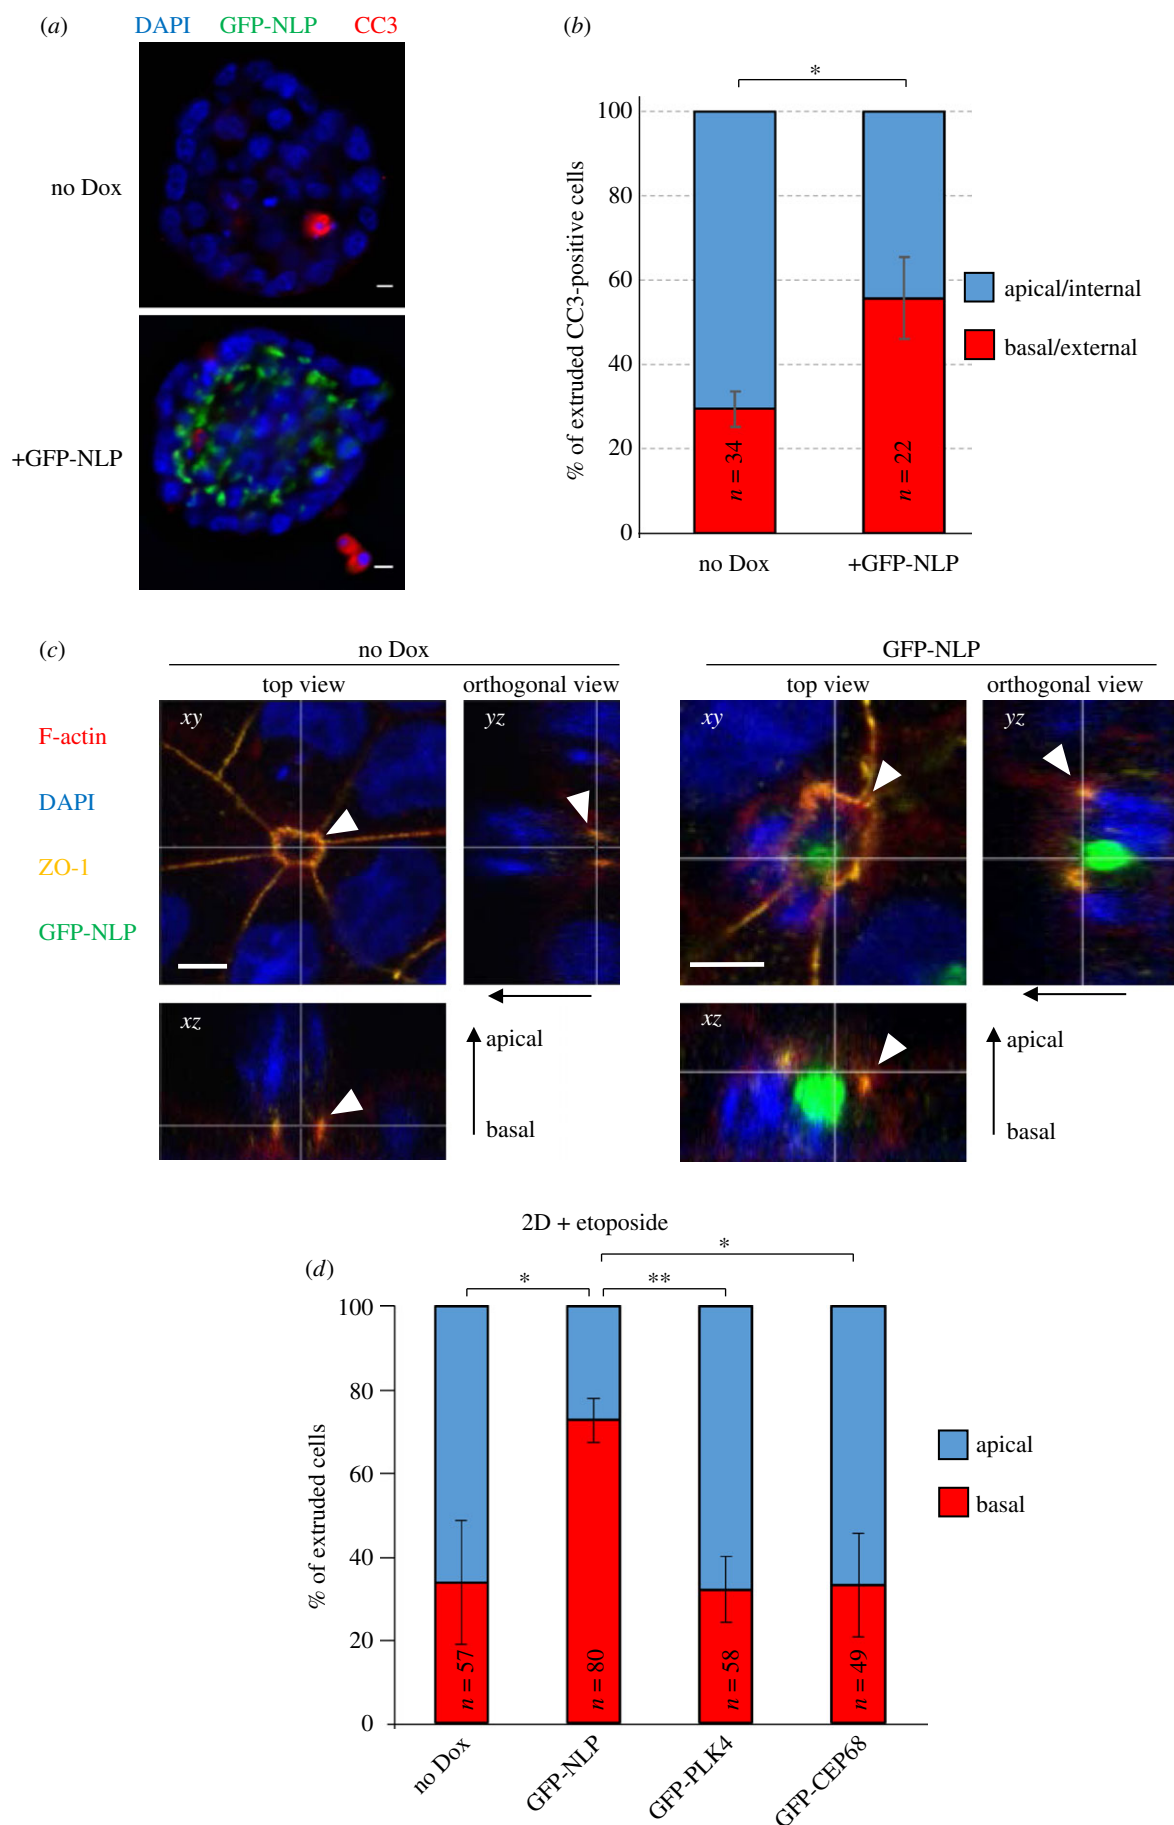 (a) DAPI GFP-NLP CC3
no Dox
+GFP-NLP
(b)
*
% of extruded CC3-positive cells
100
80
60
40
20
0
n = 34
n = 22
no Dox
+GFP-NLP
apical/internal
basal/external
(c)
no Dox
GFP-NLP
top view
orthogonal view
top view
orthogonal view
F-actin
DAPI
ZO-1
GFP-NLP
xy
yz
xy
yz
xz
apical
basal
xz
apical
basal
2D + etoposide
(d)
*
*
**
% of extruded cells
100
80
60
40
20
0
n = 57
n = 80
n = 58
n = 49
no Dox
GFP-NLP
GFP-PLK4
GFP-CEP68
apical
basal